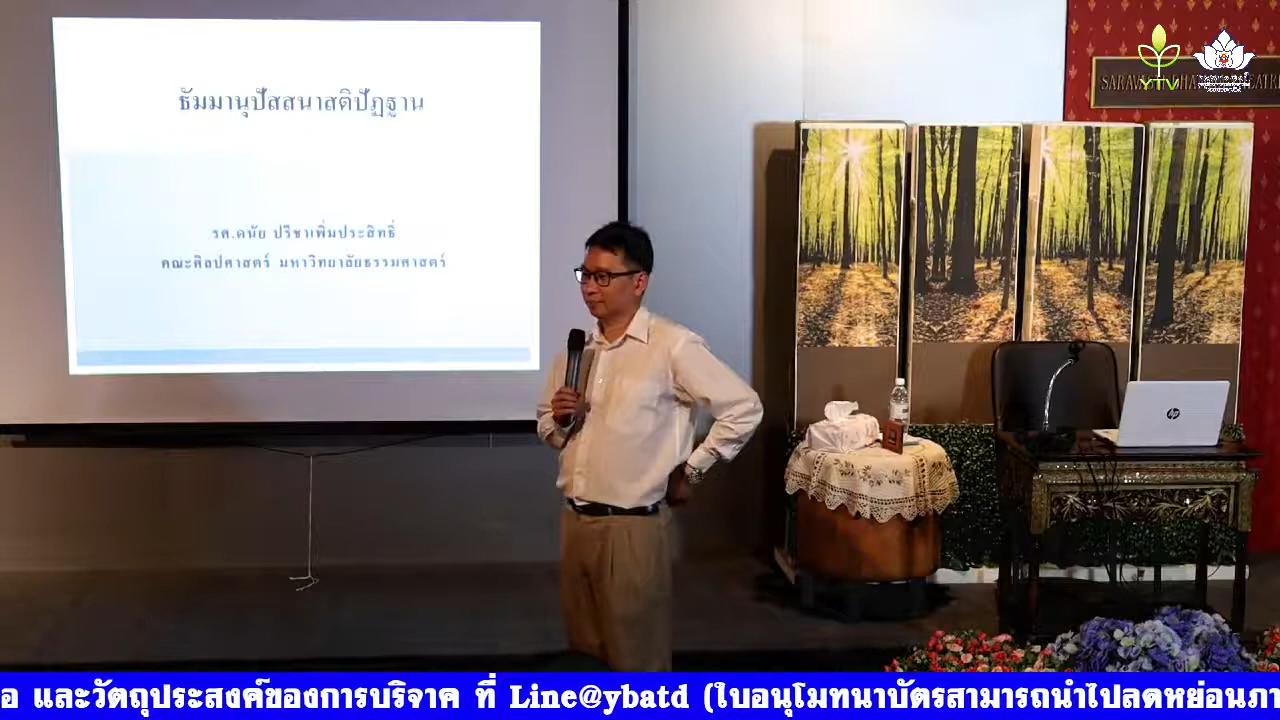 ธัมมานุปัสสนาสติปัฏฐาน
รศ.ดนัย ปรีชาเพิ่มประสิทธิ์
คณะศิลปศาสตร์ มหาวิทยาลัยธรรมศาสตร์
YTV
hp
อ และวัตถุประสงค์ของการบริจาค ที่ Line@ybatd (ใบอนุโมทนาบัตรสามารถนำไปลดหย่อนภา